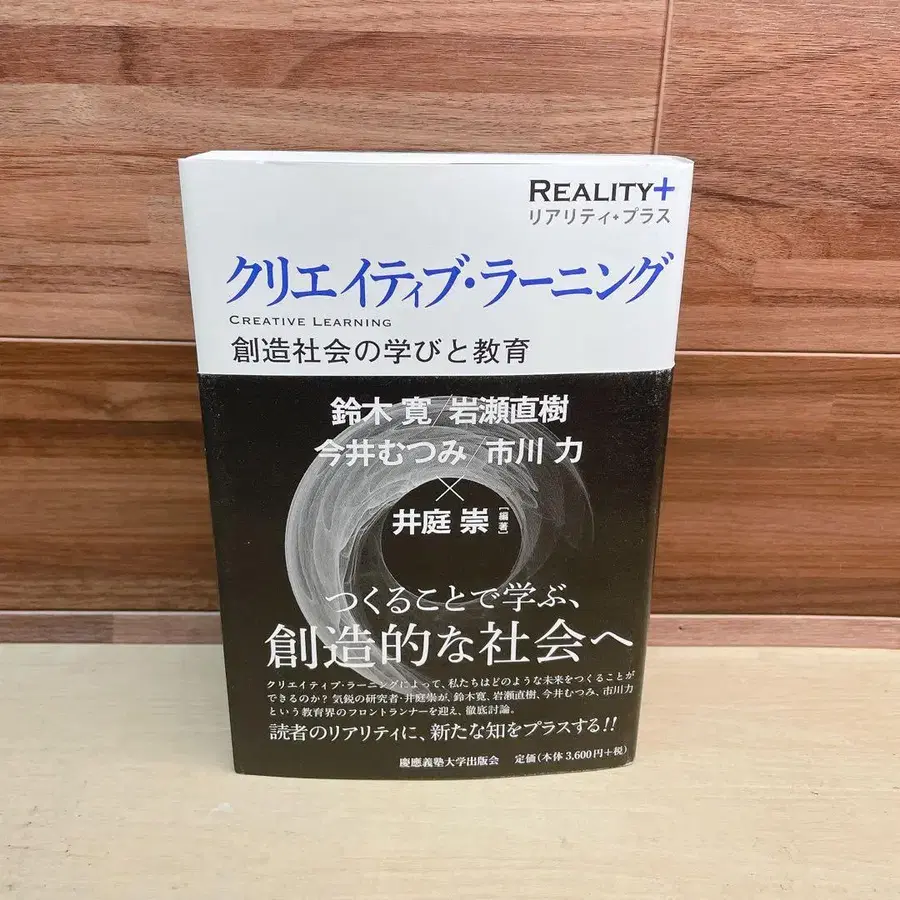 REALITY+
リアリティ+プラス
クリエイティブ・ラーニング
CREATIVE LEARNING
創造社会の学びと教育
鈴木 寛/岩瀬直樹
今井むつみ/市川 力
×
井庭 崇[編著]
つくることで学ぶ、
創造的な社会へ
クリエイティブ・ラーニングによって、私たちはどのような未来をつくることが
できるのか? 気鋭の研究者・井庭崇が、鈴木寛、岩瀬直樹、今井むつみ、市川力
という教育界のフロントランナーを迎え、徹底討論。
読者のリアリティに、新たな知をプラスする!!
慶應義塾大学出版会 定価(本体3,600円+税)